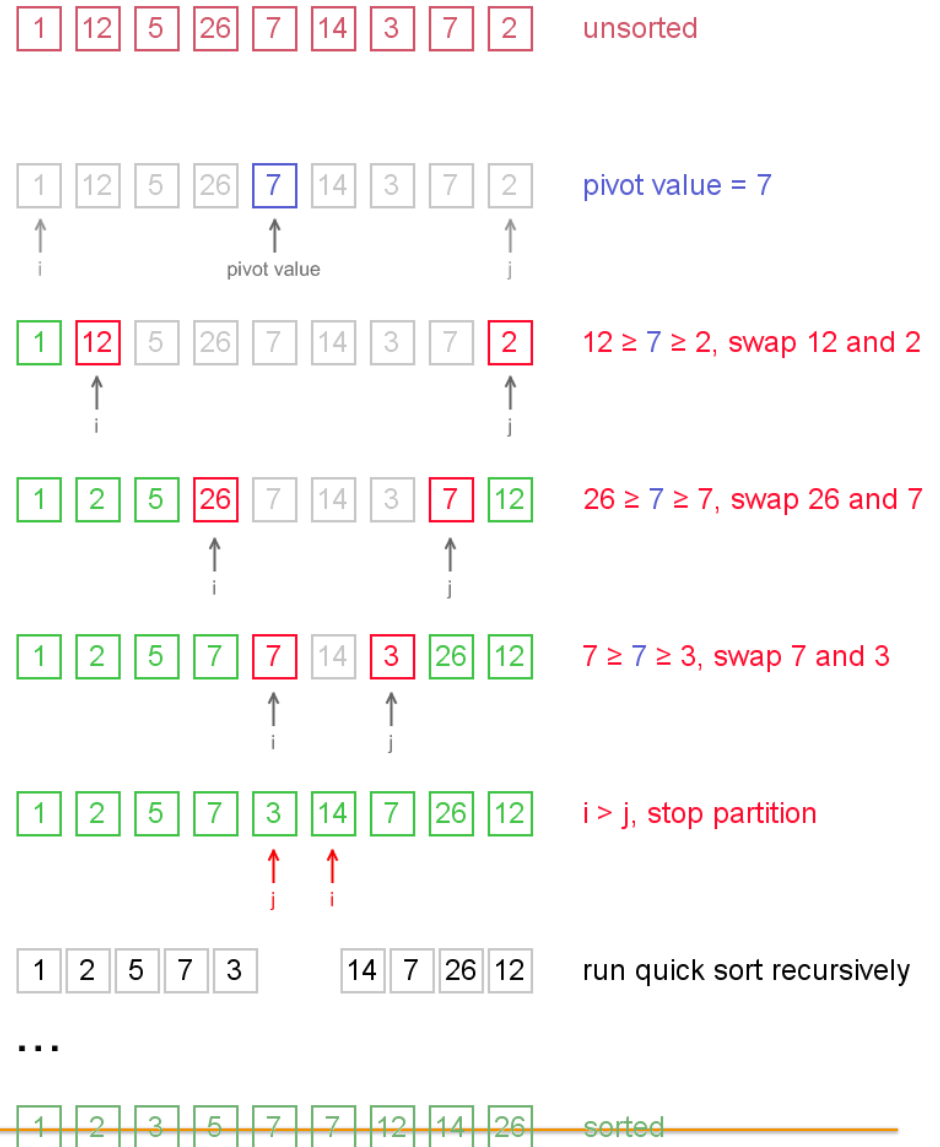 1 12 5 26 7 14 3 7 2 unsorted
1 12 5 26 7 14 3 7 2 pivot value = 7
i pivot value j
1 12 5 26 7 14 3 7 2 12 ≥ 7 ≥ 2, swap 12 and 2
i j
1 2 5 26 7 14 3 7 12 26 ≥ 7 ≥ 7, swap 26 and 7
i j
1 2 5 7 7 14 3 26 12 7 ≥ 7 ≥ 3, swap 7 and 3
i j
1 2 5 7 3 14 7 26 12 i > j, stop partition
j i
1 2 5 7 3 14 7 26 12 run quick sort recursively
...
1 2 3 5 7 7 12 14 26 sorted